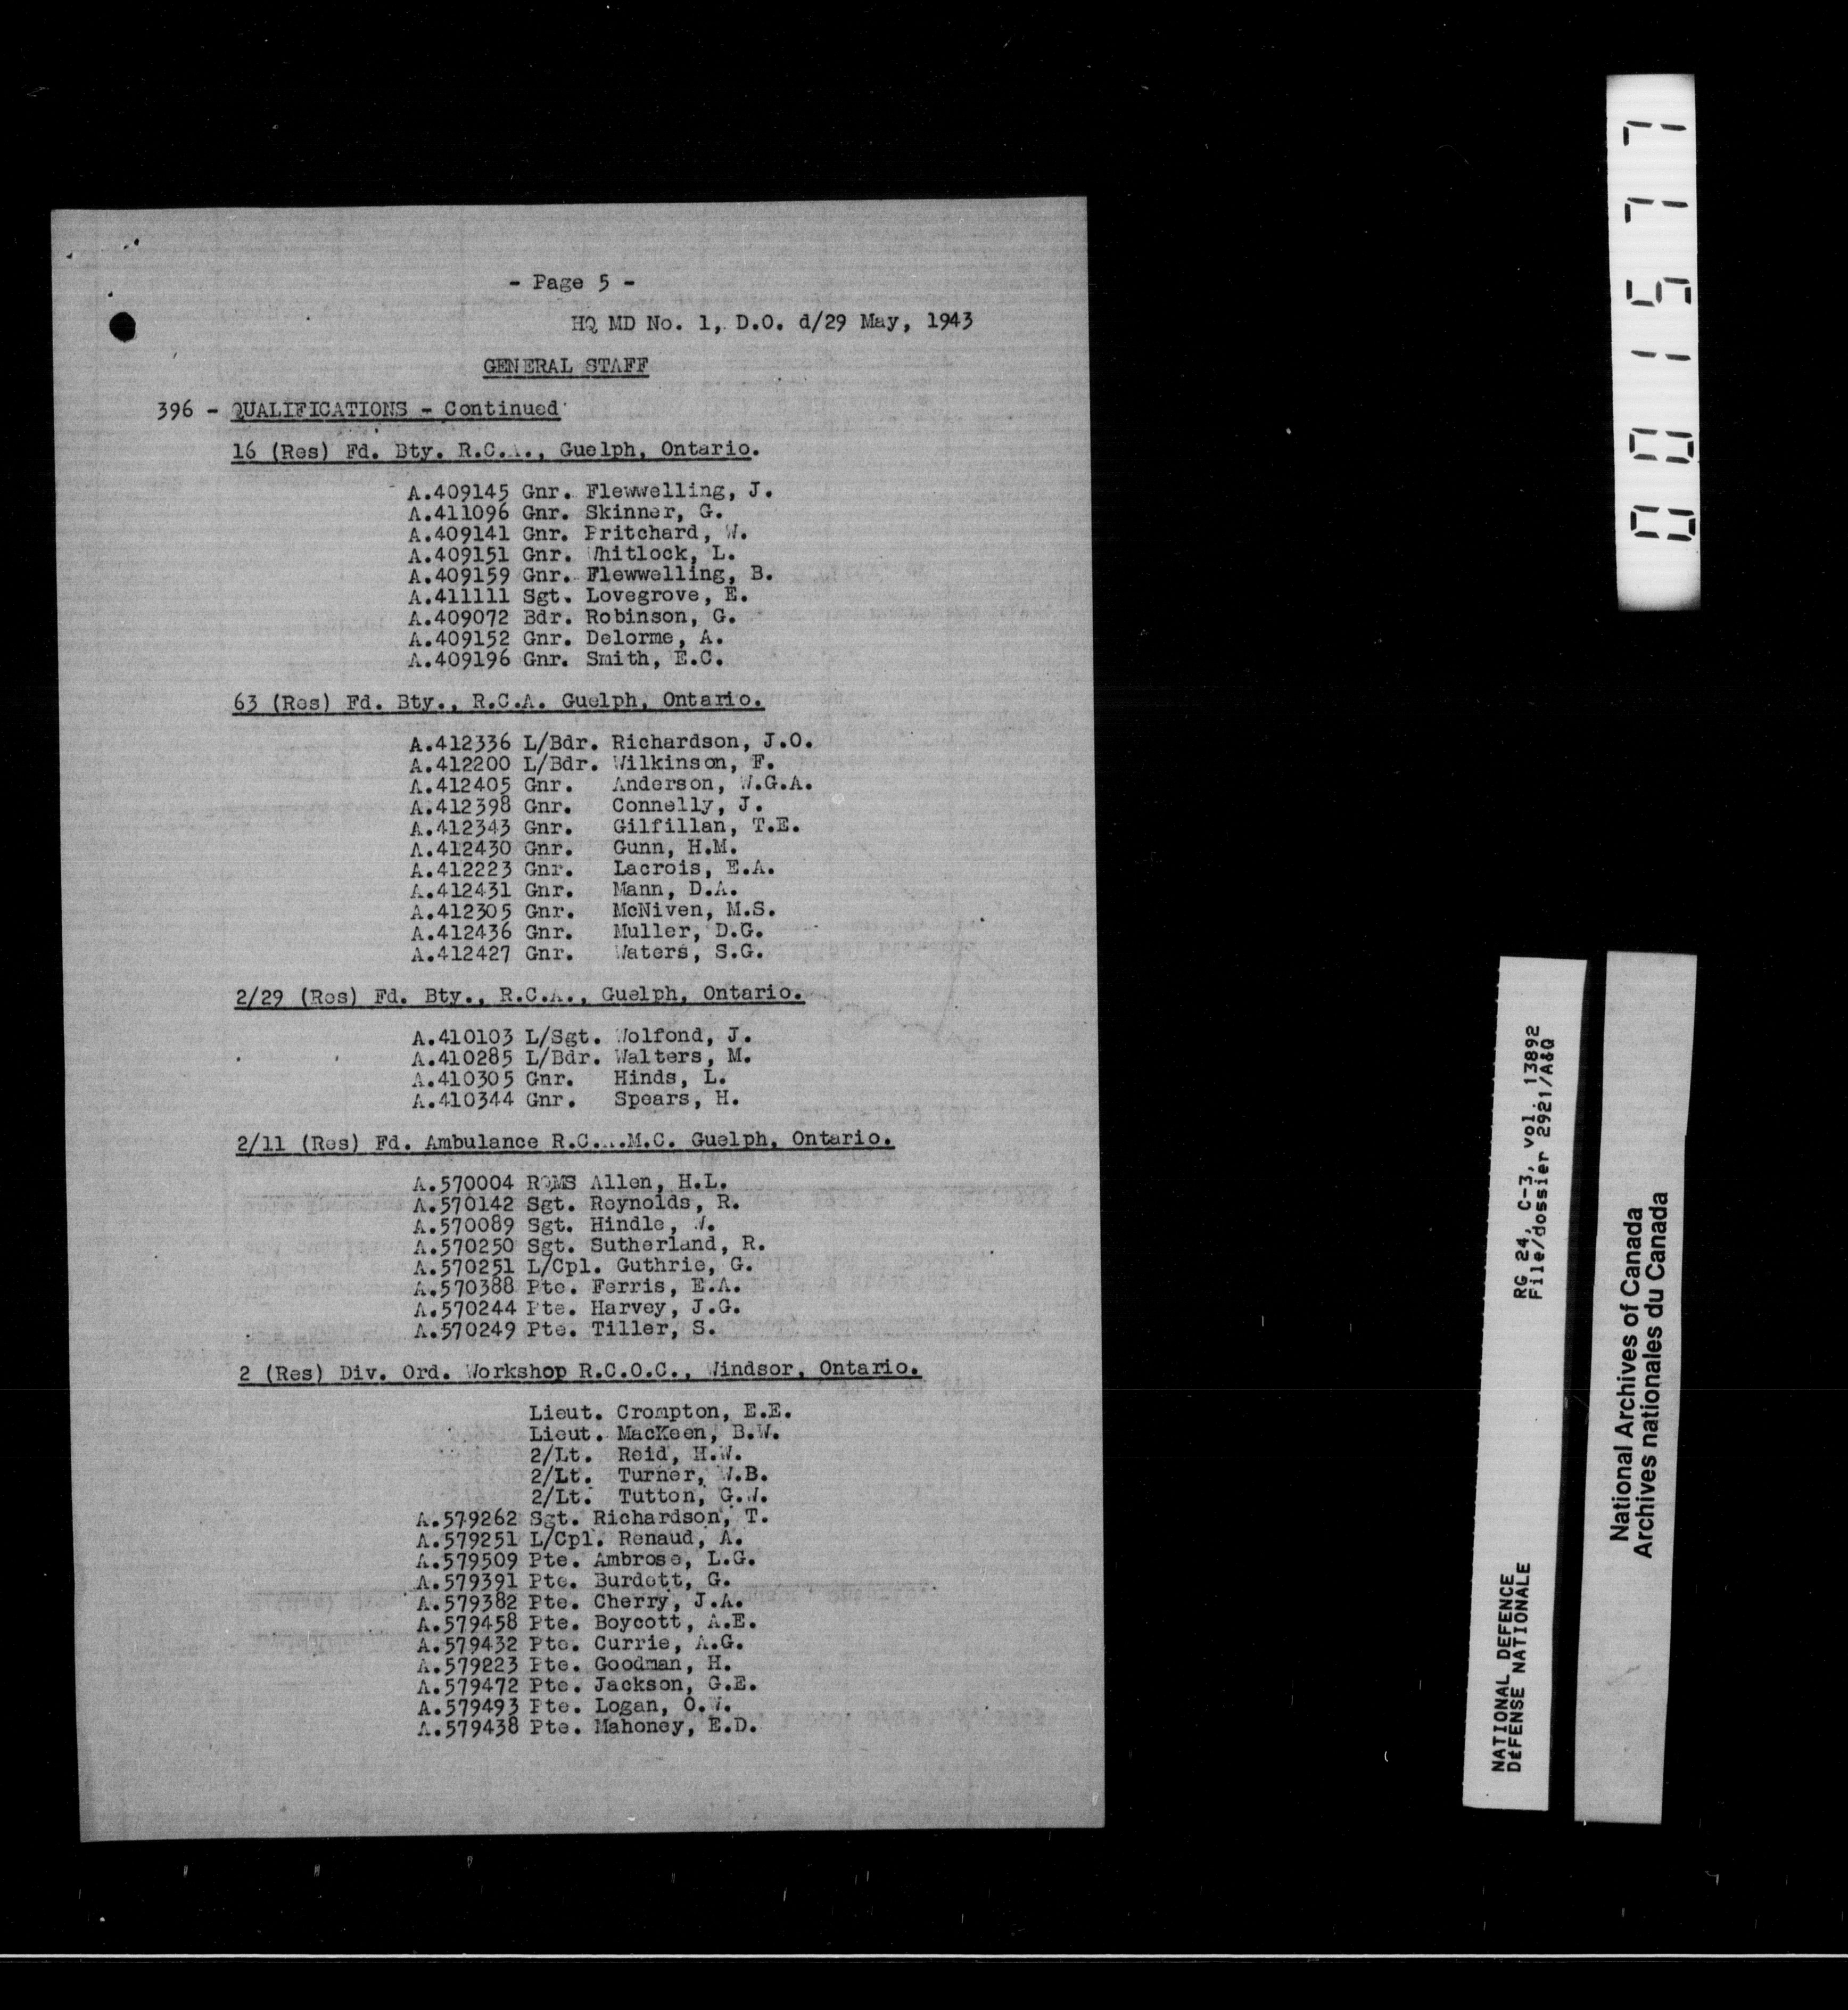 - Page 5 -
HQ MD No. 1, D.O. d/29 May, 1943
GENERAL STAFF
396 - QUALIFICATIONS - Continued
16 (Res) Fd. Bty. R.C.A., Guelph, Ontario.
A.409145 Gnr. Flewwelling, J.
A.411096 Gnr. Skinner, G.
A.409141 Gnr. Pritchard, W.
A.409151 Gnr. Whitlock, L.
A.409159 Gnr. Flewwelling, B.
A.411111 Sgt. Lovegrove, E.
A.409072 Bdr. Robinson, G.
A.409152 Gnr. Delorme, A.
A.409196 Gnr. Smith, E.C.
63 (Res) Fd. Bty., R.C.A. Guelph, Ontario.
A.412336 L/Bdr. Richardson, J.O.
A.412200 L/Bdr. Wilkinson, F.
A.412405 Gnr. Anderson, W.G.A.
A.412398 Gnr. Connelly, J.
A.412343 Gnr. Gilfillan, T.E.
A.412430 Gnr. Gunn, H.M.
A.412223 Gnr. Lacrois, E.A.
A.412431 Gnr. Mann, D.A.
A.412305 Gnr. McNiven, M.S.
A.412436 Gnr. Muller, D.G.
A.412427 Gnr. Waters, S.G.
2/29 (Res) Fd. Bty., R.C.A., Guelph, Ontario.
A.410103 L/Sgt. Wolfond, J.
A.410285 L/Bdr. Walters, M.
A.410305 Gnr. Hinds, L.
A.410344 Gnr. Spears, H.
2/11 (Res) Fd. Ambulance R.C.A.M.C. Guelph, Ontario.
A.570004 RQMS Allen, H.L.
A.570142 Sgt. Reynolds, R.
A.570089 Sgt. Hindle, W.
A.570250 Sgt. Sutherland, R.
A.570251 L/Cpl. Guthrie, G.
A.570388 Pte. Ferris, E.A.
A.570244 Pte. Harvey, J.G.
A.570249 Pte. Tiller, S.
2 (Res) Div. Ord. Workshop R.C.O.C., Windsor, Ontario.
Lieut. Crompton, E.E.
Lieut. MacKeen, B.W.
2/Lt. Reid, H.W.
2/Lt. Turner, W.B.
2/Lt. Tutton, G.W.
A.579262 Sgt. Richardson, T.
A.579251 L/Cpl. Renaud, A.
A.579509 Pte. Ambrose, L.G.
A.579391 Pte. Burdett, G.
A.579382 Pte. Cherry, J.A.
A.579458 Pte. Boycott, A.E.
A.579432 Pte. Currie, A.G.
A.579223 Pte. Goodman, H.
A.579472 Pte. Jackson, G.E.
A.579493 Pte. Logan, O.W.
A.579438 Pte. Mahoney, E.D.
001577
NATIONAL DEFENCE
DÉFENSE NATIONALE
RG 24, C-3, Vol. 13892
File/dossier 2921/A&Q
National Archives of Canada
Archives nationales du Canada